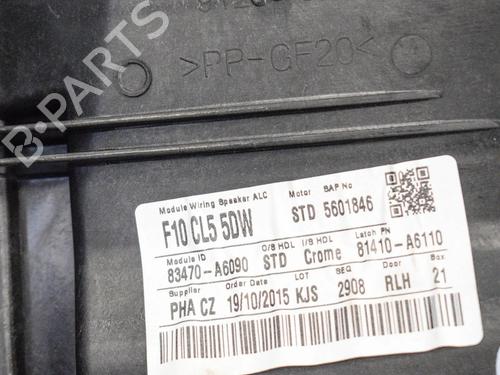 >PP-GF20<
B-PARTS
Module Wiring Speaker ALC Motor SAP No
F10 CL5 5DW STD 5601846
Module ID O/S HDL I/S HDL Latch PN
83470-A6090 STD Crome 81410-A6110
Supplier Order Date LOT SEQ Door Box
PHA CZ 19/10/2015 KJS 2908 RLH 21